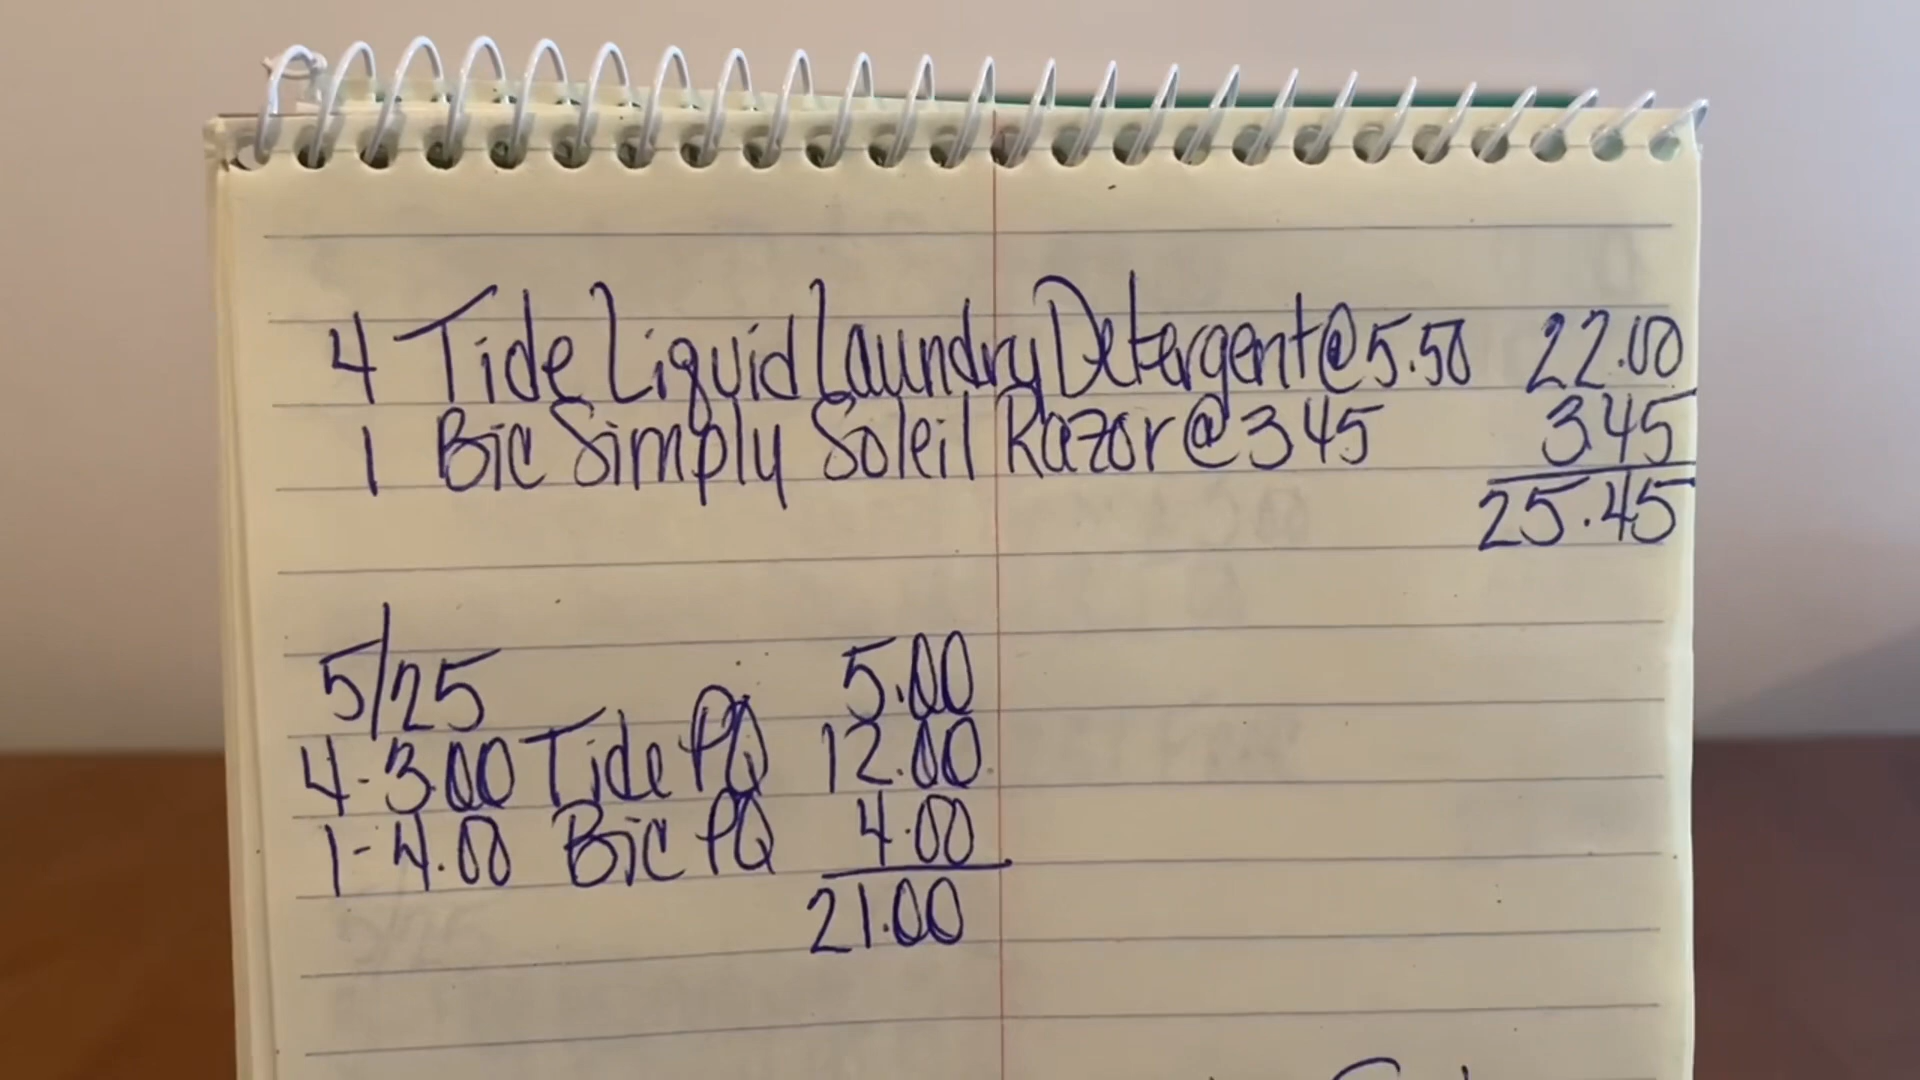 4 Tide Liquid Laundry Detergent @ 5.50 22.00
1 Bic Simply Soleil Razor @ 3.45 3.45
25.45
5/25 5.00
4-3.00 Tide PQ 12.00
1-4.00 Bic PQ 4.00
21.00